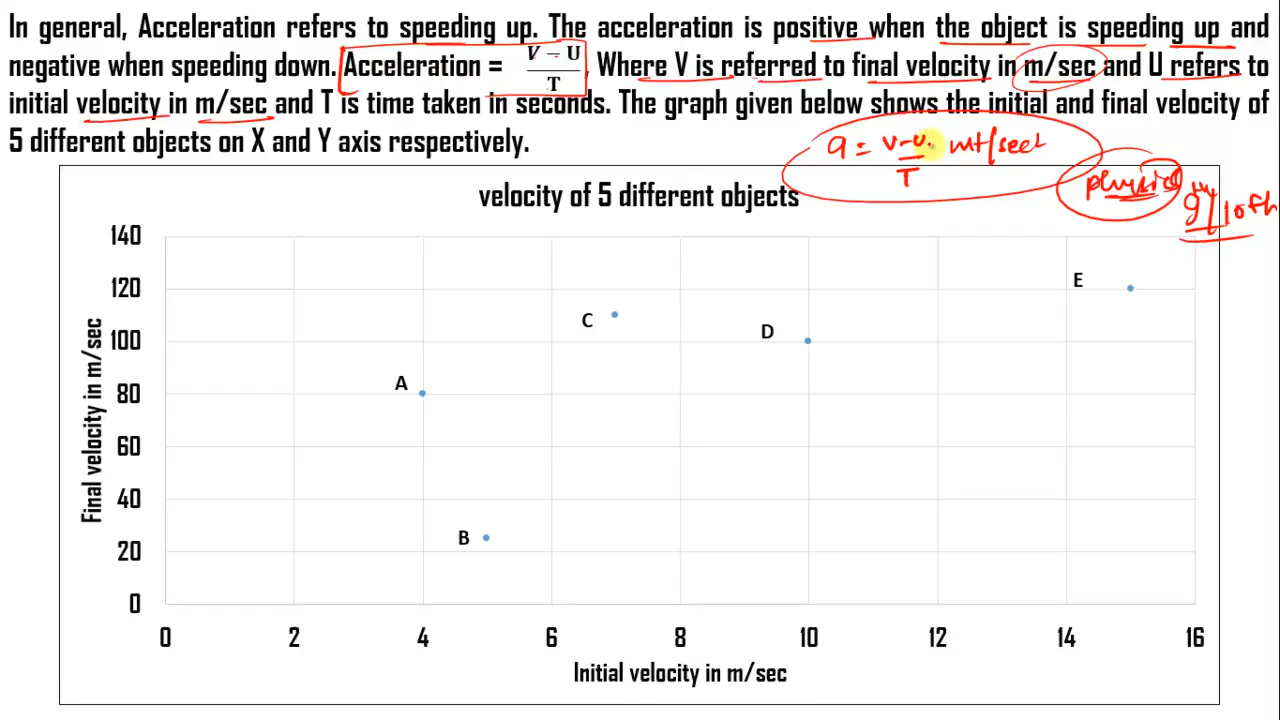 In general, Acceleration refers to speeding up. The acceleration is positive when the object is speeding up and
negative when speeding down. Acceleration = V − U / T , Where V is referred to final velocity in m/sec and U refers to
initial velocity in m/sec and T is time taken in seconds. The graph given below shows the initial and final velocity of
5 different objects on X and Y axis respectively.
a = v-u / T mt/sec
velocity of 5 different objects
140
120
100
80
60
40
20
0
Final velocity in m/sec
A
B
C
D
E
0 2 4 6 8 10 12 14 16
Initial velocity in m/sec